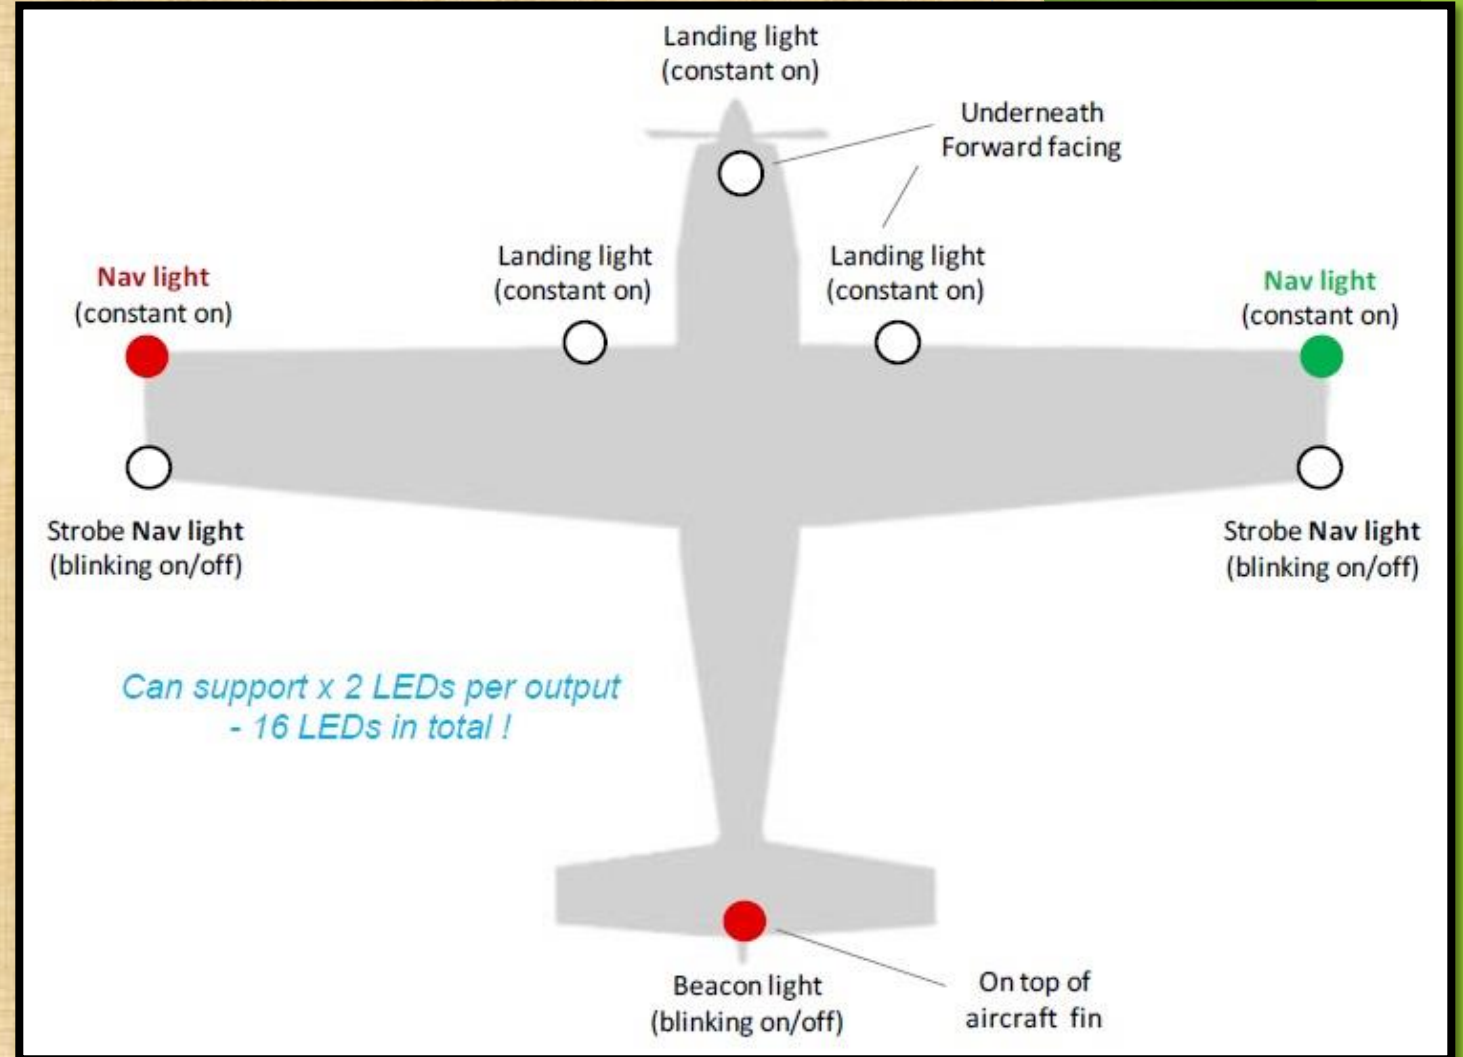 Landing light
(constant on)
Underneath
Forward facing
Landing light
(constant on)
Landing light
(constant on)
Nav light
(constant on)
Nav light
(constant on)
Strobe Nav light
(blinking on/off)
Strobe Nav light
(blinking on/off)
Can support x 2 LEDs per output
- 16 LEDs in total !
Beacon light
(blinking on/off)
On top of
aircraft fin